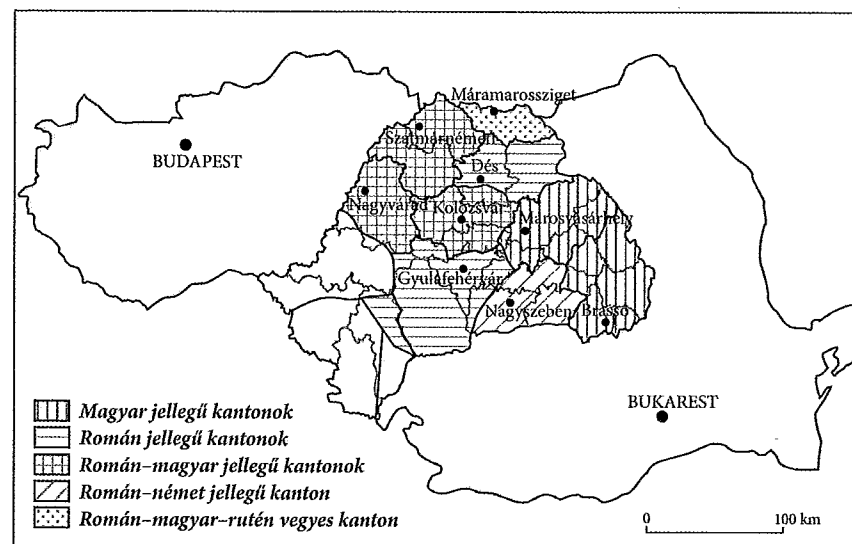 Máramarossziget
Szatmárnémeti
BUDAPEST
Dés
Nagyvárad
Kolozsvár
Marosvásárhely
Gyulafehérvár
Nagyszeben
Brassó
BUKAREST
Magyar jellegű kantonok
Román jellegű kantonok
Román–magyar jellegű kantonok
Román–német jellegű kanton
Román–magyar–rutén vegyes kanton
0 100 km